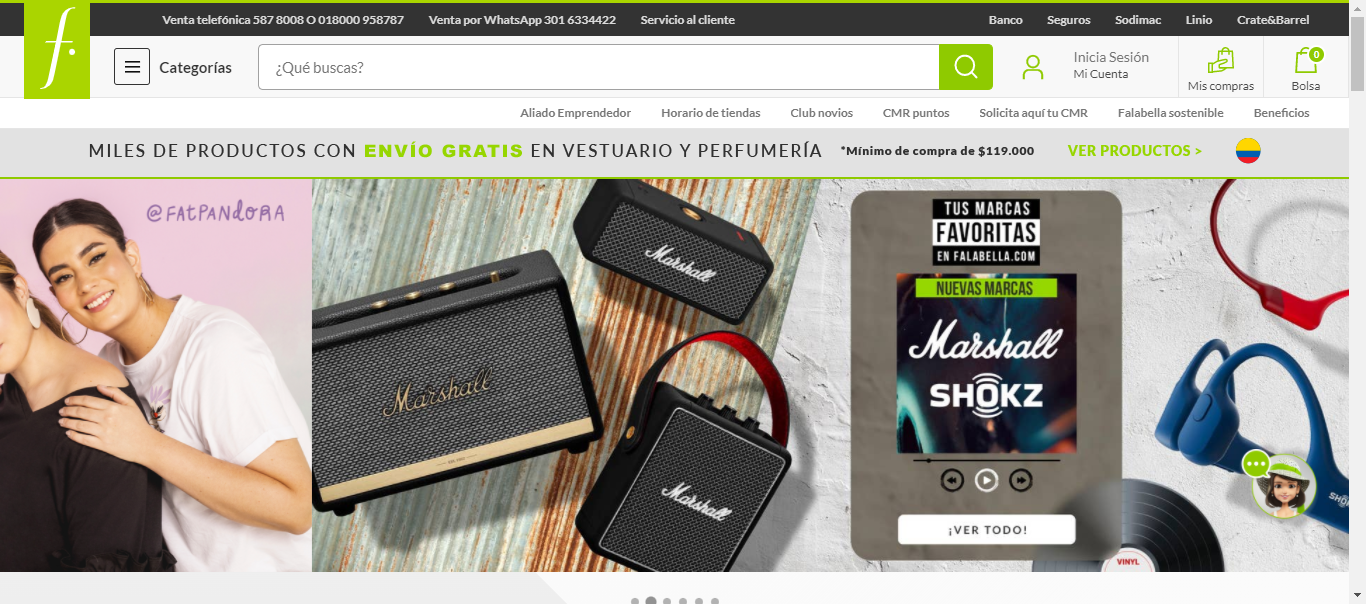 Venta telefónica 587 8008 O 018000 958787
Venta por WhatsApp 301 6334422
Servicio al cliente
Banco
Seguros
Sodimac
Linio
Crate&Barrel
f.
Categorías
¿Qué buscas?
Inicia Sesión
Mi Cuenta
Mis compras
0
Bolsa
Aliado Emprendedor
Horario de tiendas
Club novios
CMR puntos
Solicita aquí tu CMR
Falabella sostenible
Beneficios
MILES DE PRODUCTOS CON ENVÍO GRATIS EN VESTUARIO Y PERFUMERÍA
*Mínimo de compra de $119.000
VER PRODUCTOS >
@FATPANDORA
Marshall
Marshall
Marshall
TUS MARCAS
FAVORITAS
EN FALABELLA.COM
NUEVAS MARCAS
Marshall
SHOKZ
¡VER TODO!
VINYL